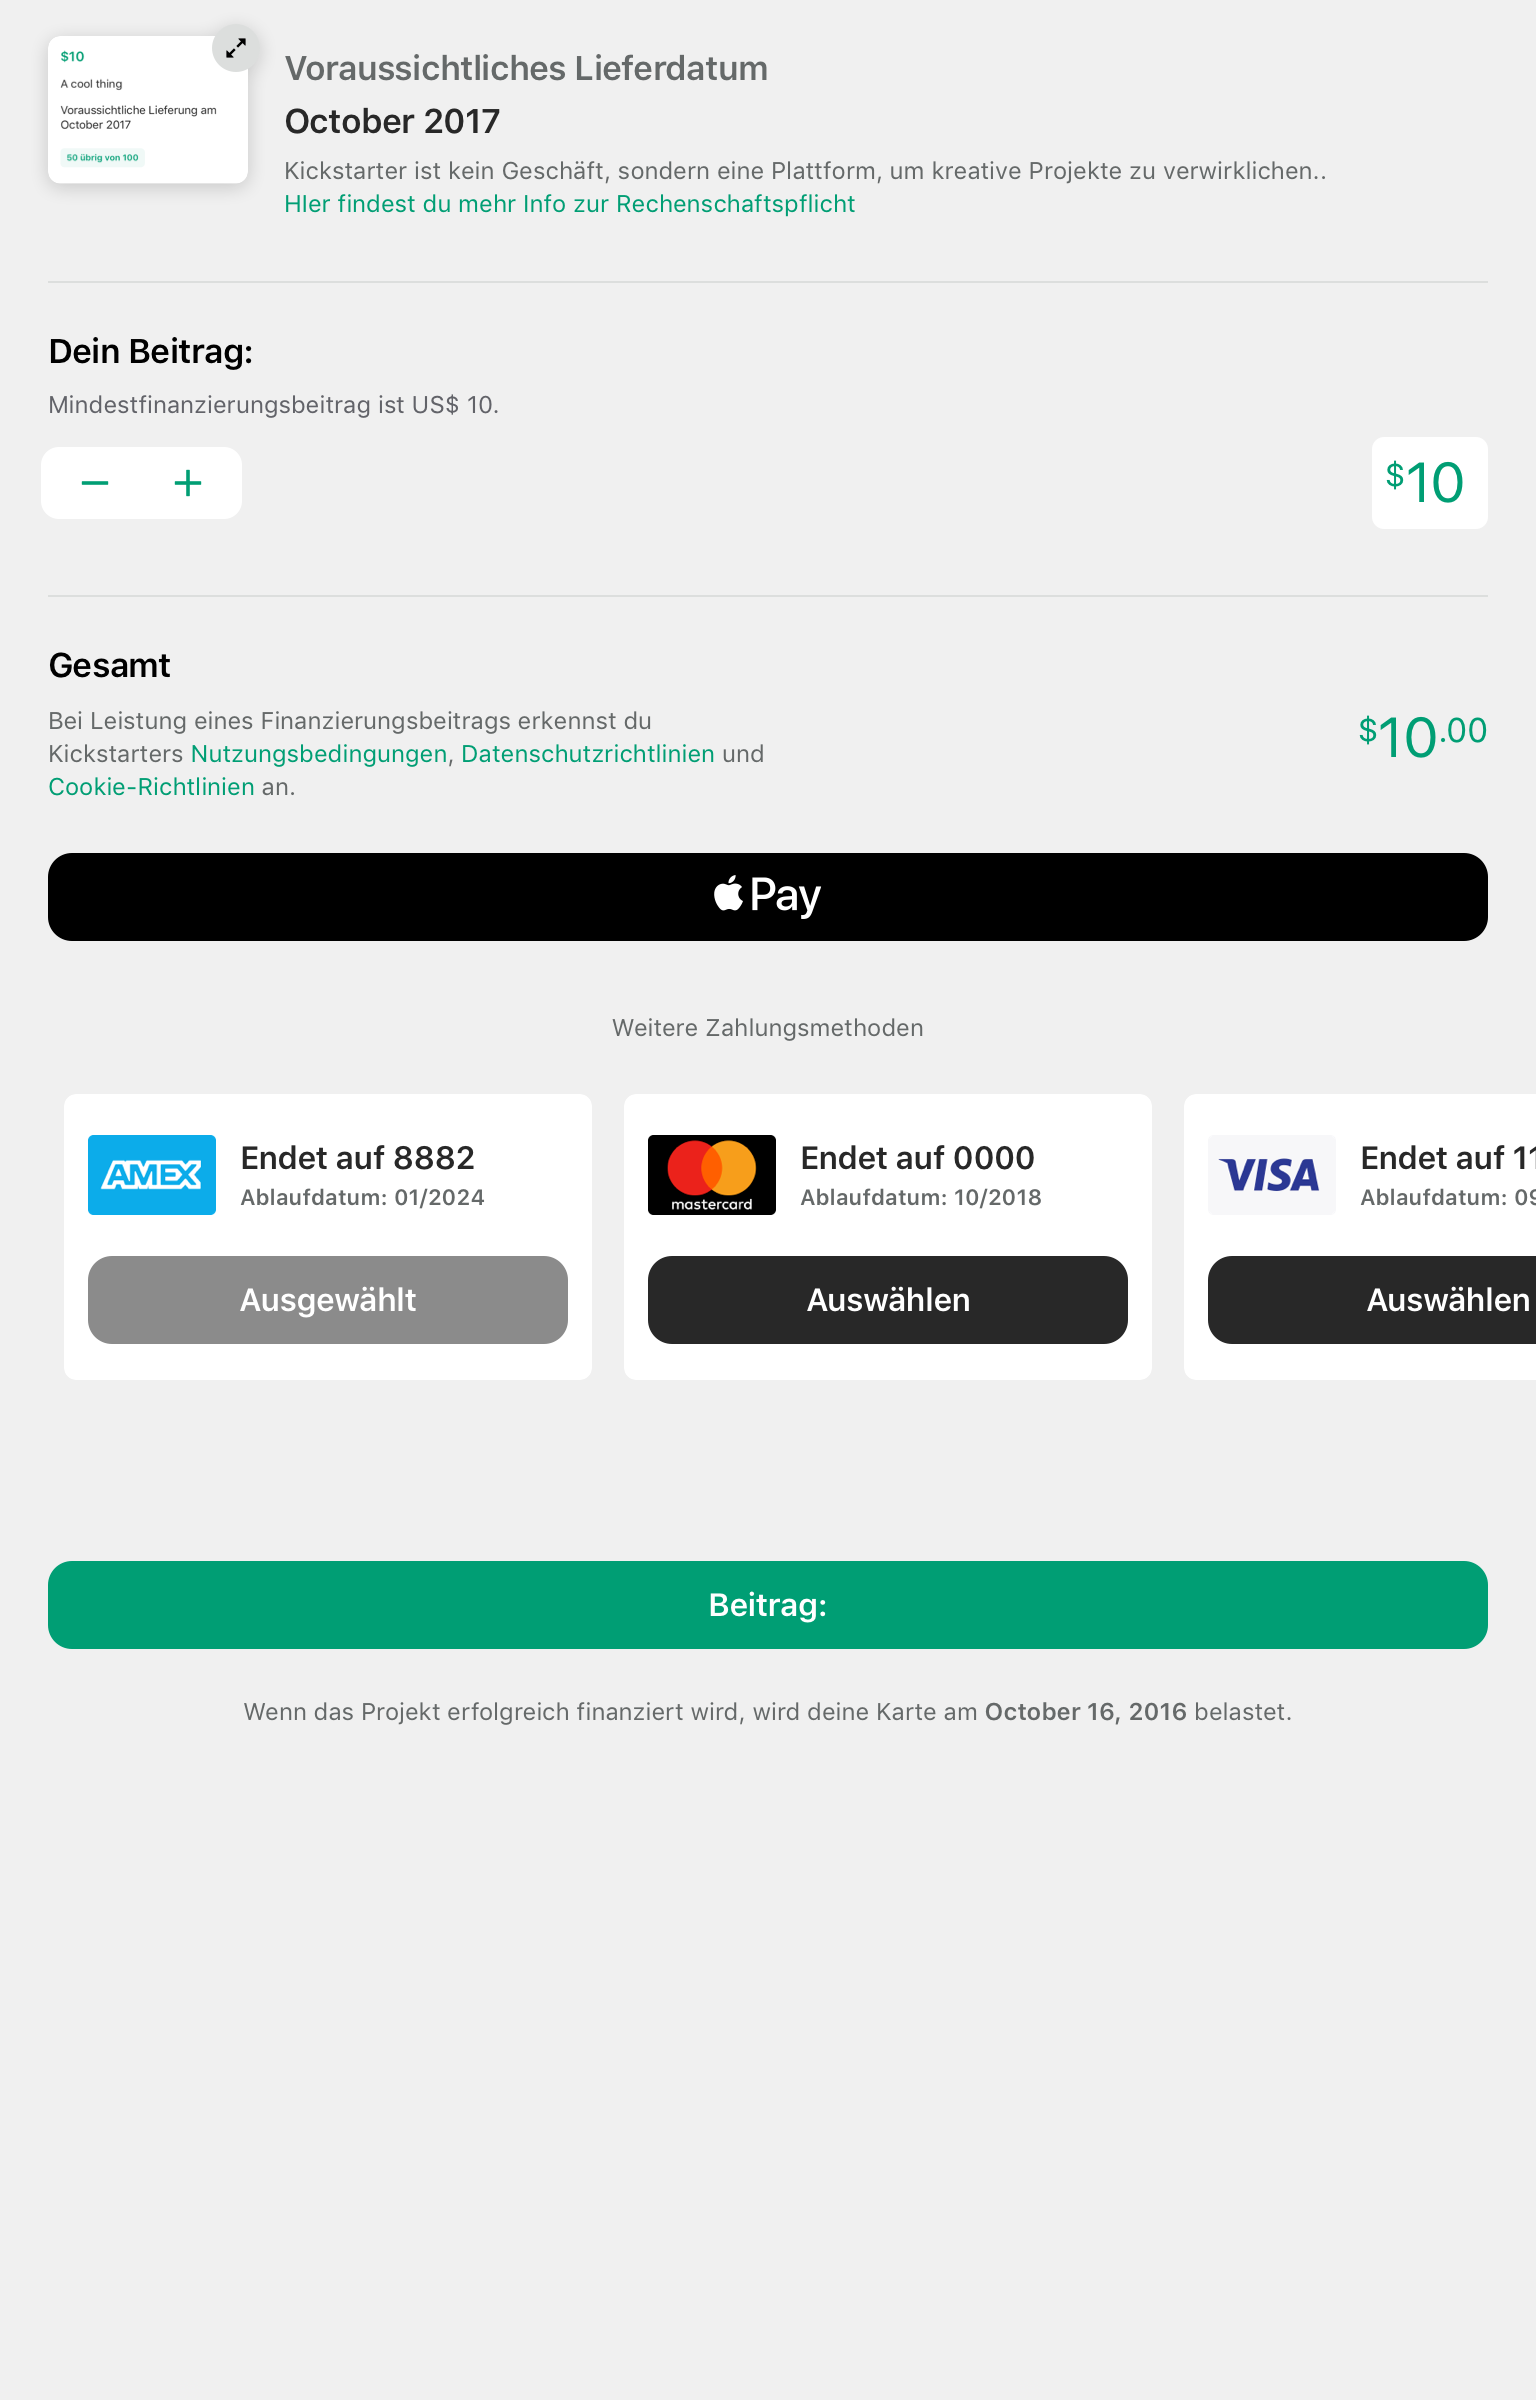 $10
A cool thing
Voraussichtliche Lieferung am
October 2017
50 übrig von 100
Voraussichtliches Lieferdatum
October 2017
Kickstarter ist kein Geschäft, sondern eine Plattform, um kreative Projekte zu verwirklichen..
HIer findest du mehr Info zur Rechenschaftspflicht
Dein Beitrag:
Mindestfinanzierungsbeitrag ist US$ 10.
$10
Gesamt
Bei Leistung eines Finanzierungsbeitrags erkennst du
Kickstarters Nutzungsbedingungen, Datenschutzrichtlinien und
Cookie-Richtlinien an.
$10.00
Pay
Weitere Zahlungsmethoden
AMEX
Endet auf 8882
Ablaufdatum: 01/2024
Ausgewählt
mastercard
Endet auf 0000
Ablaufdatum: 10/2018
Auswählen
VISA
Endet auf 11
Ablaufdatum: 09
Auswählen
Beitrag:
Wenn das Projekt erfolgreich finanziert wird, wird deine Karte am October 16, 2016 belastet.